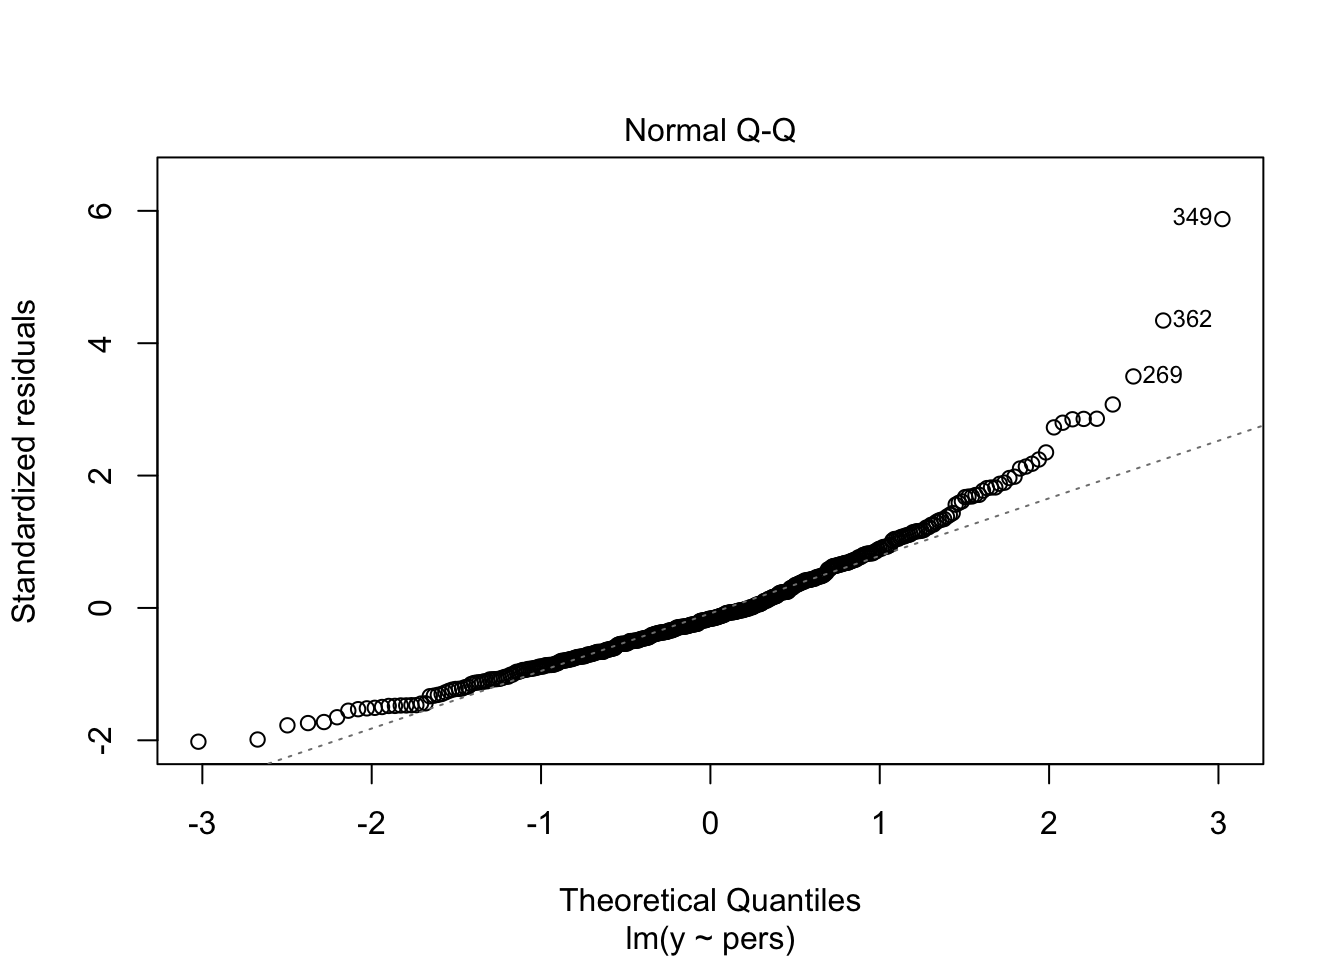 Normal Q-Q
Standardized residuals
6
4
2
0
-2
349
362
269
-3 -2 -1 0 1 2 3
Theoretical Quantiles
lm(y ~ pers)